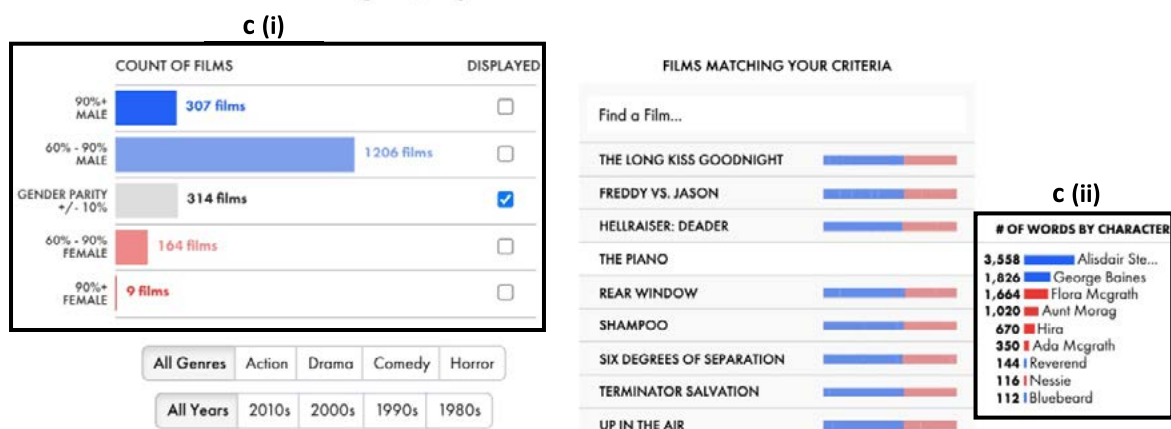 c (i)
COUNT OF FILMS DISPLAYED
90%+
MALE
307 films
60% - 90%
MALE
1206 films
GENDER PARITY
+/- 10%
314 films
60% - 90%
FEMALE
164 films
90%+
FEMALE
9 films
All Genres Action Drama Comedy Horror
All Years 2010s 2000s 1990s 1980s
FILMS MATCHING YOUR CRITERIA
Find a Film...
THE LONG KISS GOODNIGHT
FREDDY VS. JASON
HELLRAISER: DEADER
THE PIANO
REAR WINDOW
SHAMPOO
SIX DEGREES OF SEPARATION
TERMINATOR SALVATION
UP IN THE AIR
c (ii)
# OF WORDS BY CHARACTER
3,558 Alisdair Ste...
1,826 George Baines
1,664 Flora Mcgrath
1,020 Aunt Morag
670 Hira
350 Ada Mcgrath
144 Reverend
116 Nessie
112 Bluebeard